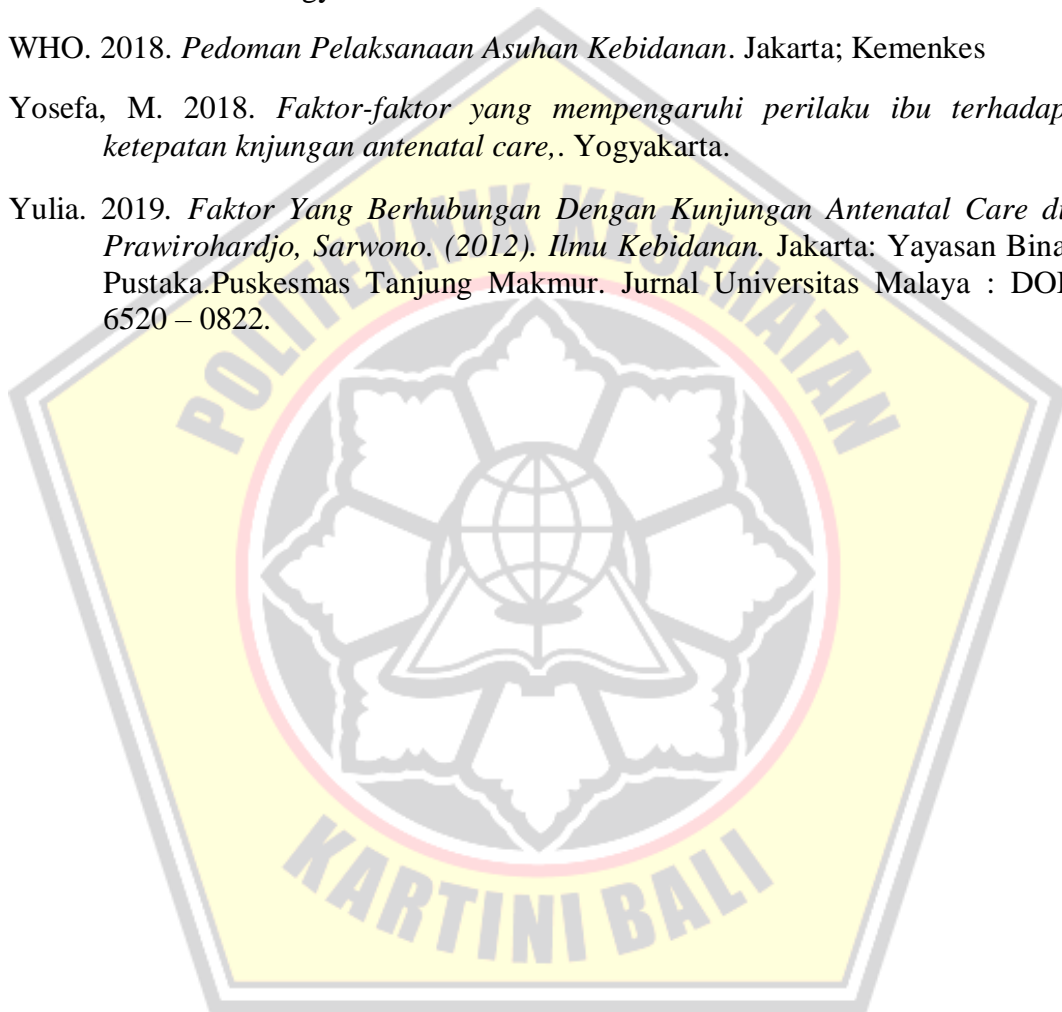 WHO. 2018. Pedoman Pelaksanaan Asuhan Kebidanan. Jakarta; Kemenkes
Yosefa, M. 2018. Faktor-faktor yang mempengaruhi perilaku ibu terhadap
ketepatan knjungan antenatal care,. Yogyakarta.
Yulia. 2019. Faktor Yang Berhubungan Dengan Kunjungan Antenatal Care di
Prawirohardjo, Sarwono. (2012). Ilmu Kebidanan. Jakarta: Yayasan Bina
Pustaka.Puskesmas Tanjung Makmur. Jurnal Universitas Malaya : DOI
6520 – 0822.
POLITEKNIK KESEHATAN
KARTINI BALI